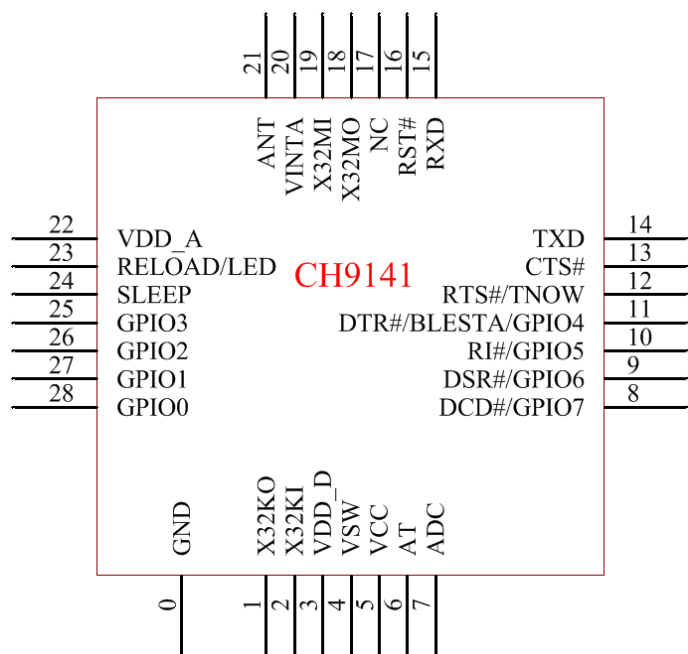 21 20 19 18 17 16 15
ANT VINTA X32MI X32MO NC RST# RXD
22 VDD_A
23 RELOAD/LED
24 SLEEP
25 GPIO3
26 GPIO2
27 GPIO1
28 GPIO0
CH9141
TXD 14
CTS# 13
RTS#/TNOW 12
DTR#/BLESTA/GPIO4 11
RI#/GPIO5 10
DSR#/GPIO6 9
DCD#/GPIO7 8
GND X32KO X32KI VDD_D VSW VCC AT ADC
0 1 2 3 4 5 6 7